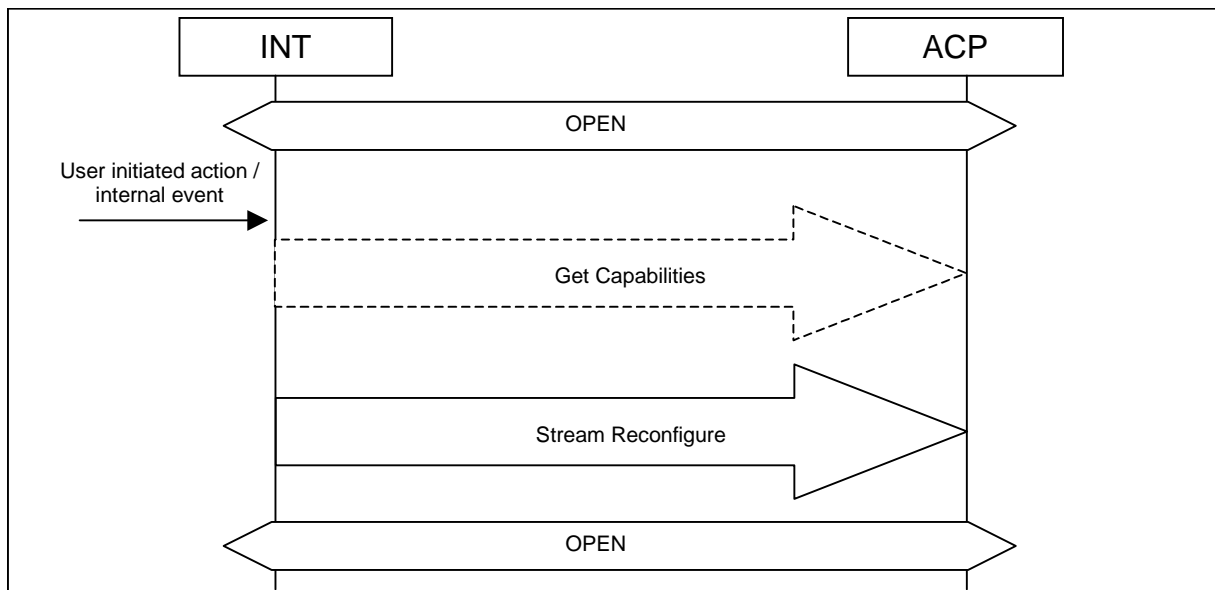 INT
ACP
OPEN
User initiated action /
internal event
Get Capabilities
Stream Reconfigure
OPEN